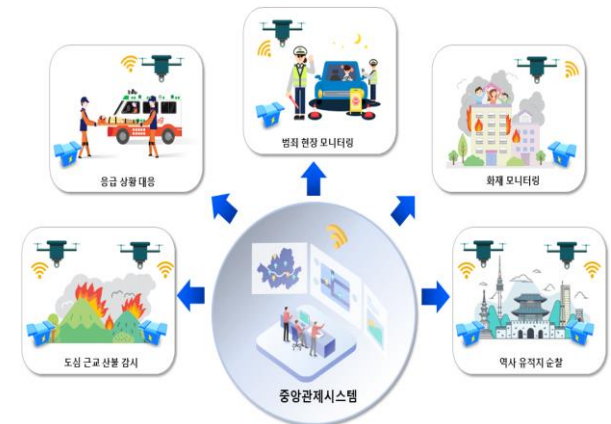 범죄 현장 모니터링
응급 상황 대응
화재 모니터링
도심 근교 산불 감시
역사 유적지 순찰
중앙관제시스템